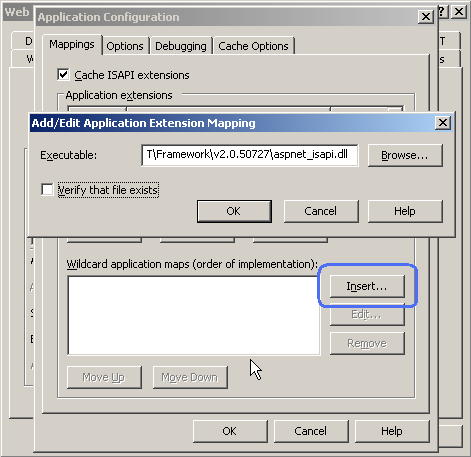 Web
Application Configuration
Mappings Options Debugging Cache Options
Cache ISAPI extensions
Application extensions
Add/Edit Application Extension Mapping
Executable: T\Framework\v2.0.50727\aspnet_isapi.dll Browse...
Verify that file exists
OK Cancel Help
Wildcard application maps (order of implementation):
Insert...
Edit...
Remove
Move Up Move Down
OK Cancel Help